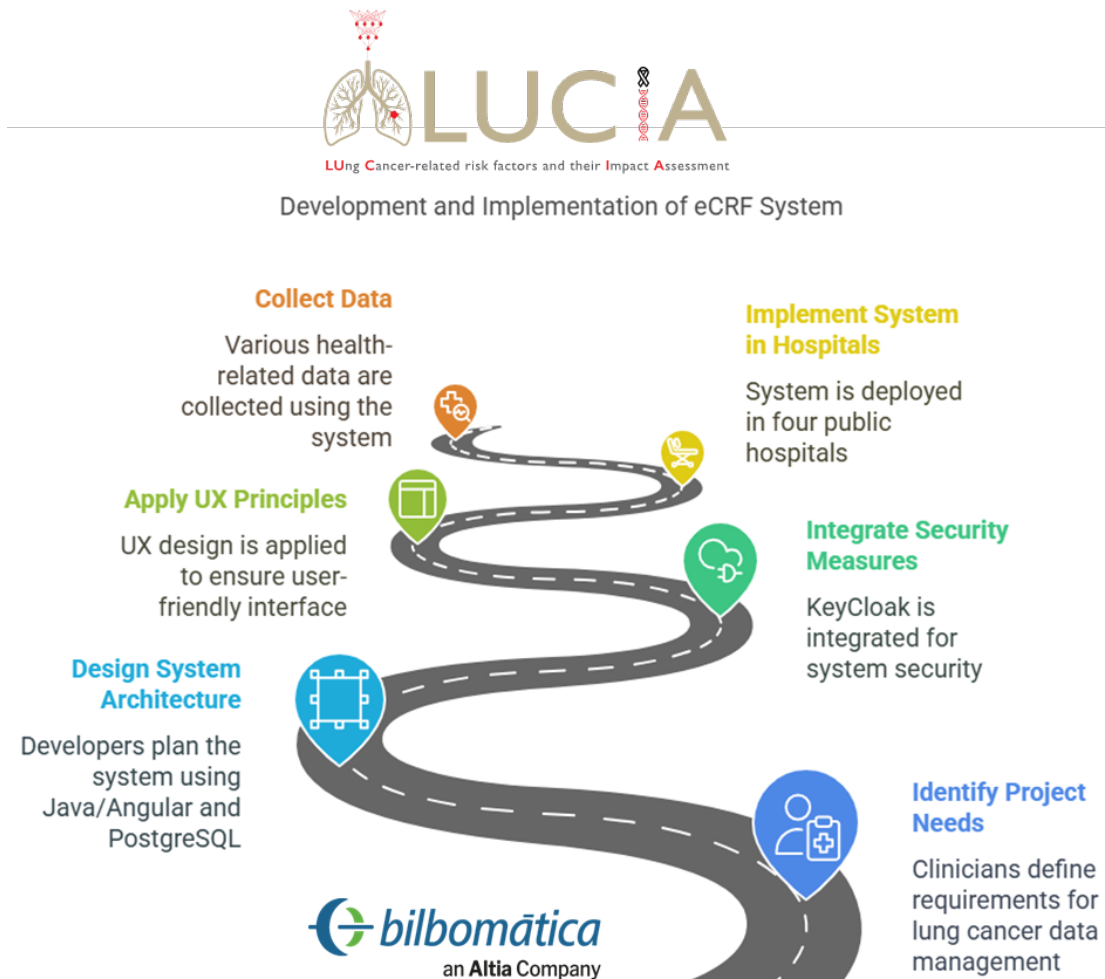 LUCIA
LUng Cancer-related risk factors and their Impact Assessment
Development and Implementation of eCRF System
Collect Data
Various health-
related data are
collected using the
system
Implement System
in Hospitals
System is deployed
in four public
hospitals
Apply UX Principles
UX design is applied
to ensure user-
friendly interface
Integrate Security
Measures
KeyCloak is
integrated for
system security
Design System
Architecture
Developers plan the
system using
Java/Angular and
PostgreSQL
Identify Project
Needs
Clinicians define
requirements for
lung cancer data
management
bilbomātica
an Altia Company